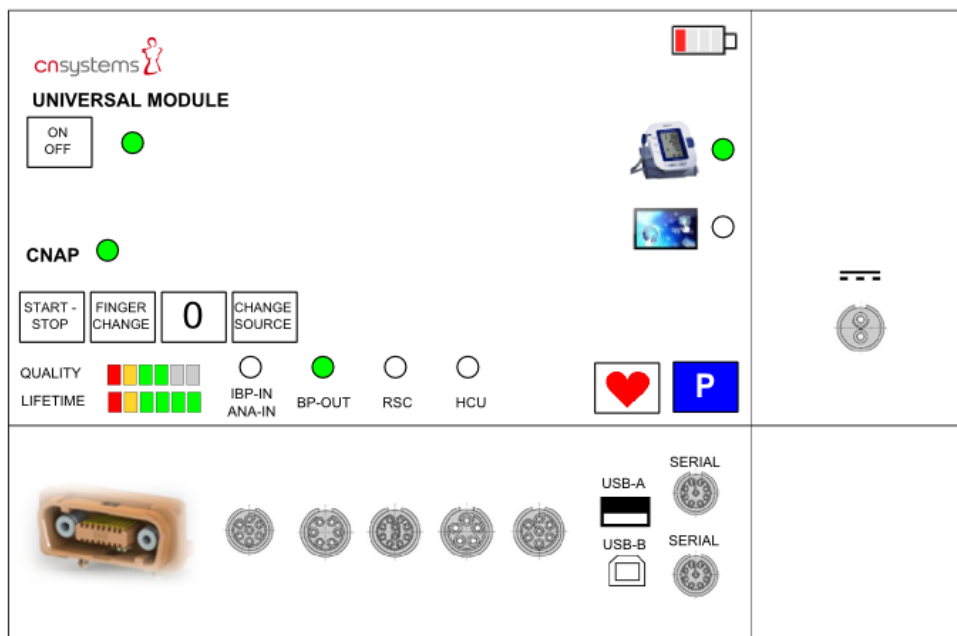 cnsystems
UNIVERSAL MODULE
ON
OFF
CNAP
START -
STOP
FINGER
CHANGE
0
CHANGE
SOURCE
QUALITY
LIFETIME
IBP-IN
ANA-IN
BP-OUT
RSC
HCU
P
USB-A
SERIAL
USB-B
SERIAL